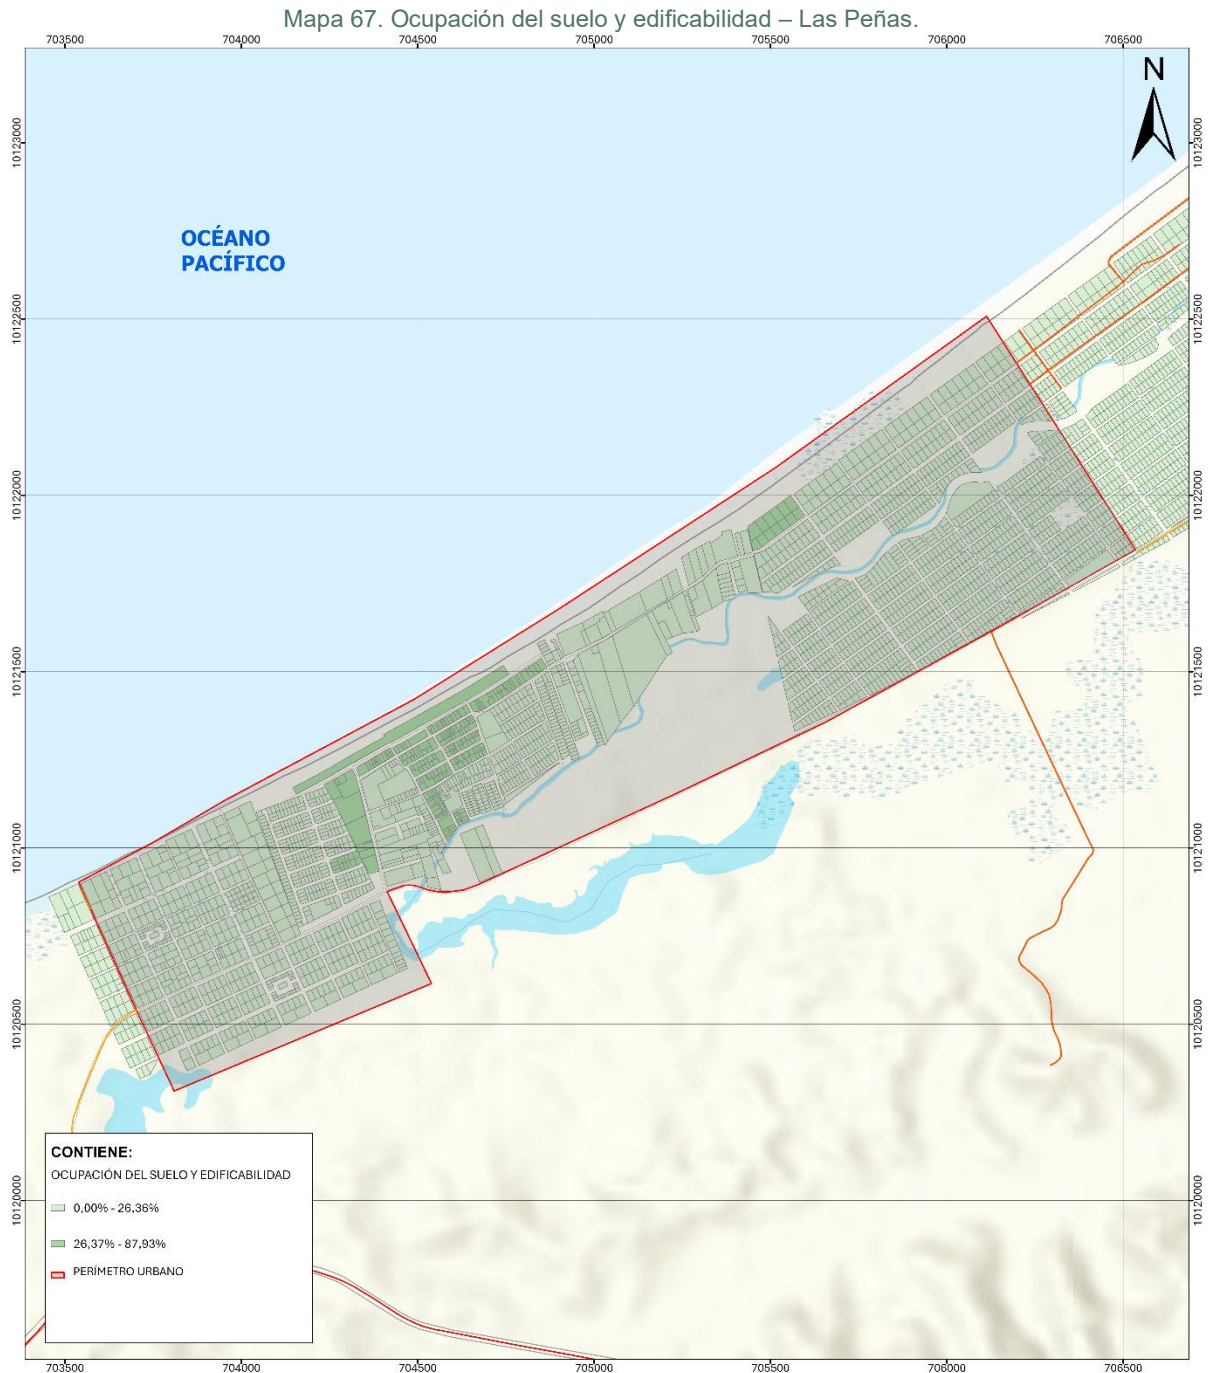 Mapa 67. Ocupación del suelo y edificabilidad – Las Peñas.
703500 704000 704500 705000 705500 706000 706500
N
10123000 10123000
OCÉANO
PACÍFICO
10122500 10122500
10122000 10122000
10121500 10121500
10121000 10121000
10120500 10120500
CONTIENE:
OCUPACIÓN DEL SUELO Y EDIFICABILIDAD
0,00% - 26,36%
10120000 10120000
26,37% - 87,93%
PERÍMETRO URBANO
703500 704000 704500 705000 705500 706000 706500